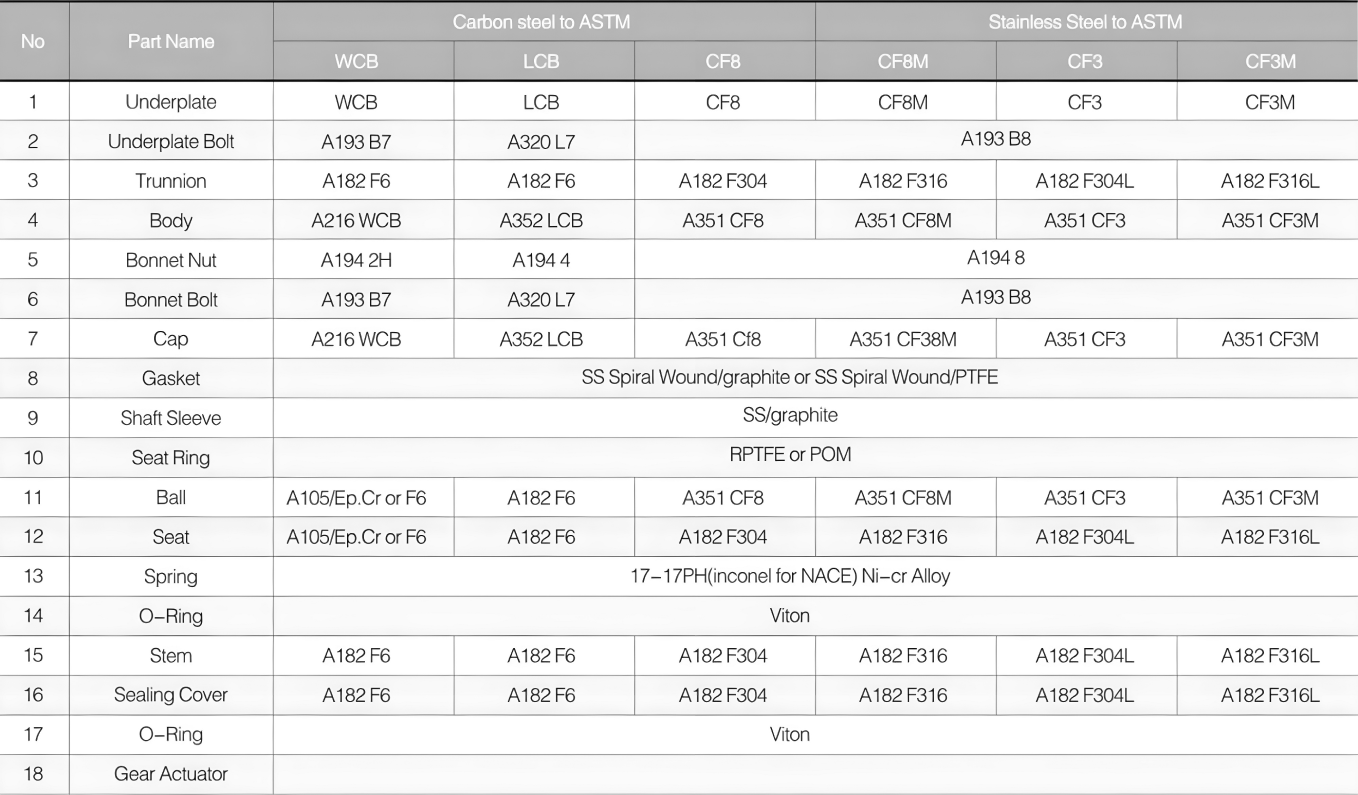 No Part Name Carbon steel to ASTM Stainless Steel to ASTM
WCB LCB CF8 CF8M CF3 CF3M
1 Underplate WCB LCB CF8 CF8M CF3 CF3M
2 Underplate Bolt A193 B7 A320 L7 A193 B8
3 Trunnion A182 F6 A182 F6 A182 F304 A182 F316 A182 F304L A182 F316L
4 Body A216 WCB A352 LCB A351 CF8 A351 CF8M A351 CF3 A351 CF3M
5 Bonnet Nut A194 2H A194 4 A194 8
6 Bonnet Bolt A193 B7 A320 L7 A193 B8
7 Cap A216 WCB A352 LCB A351 Cf8 A351 CF38M A351 CF3 A351 CF3M
8 Gasket SS Spiral Wound/graphite or SS Spiral Wound/PTFE
9 Shaft Sleeve SS/graphite
10 Seat Ring RPTFE or POM
11 Ball A105/Ep.Cr or F6 A182 F6 A351 CF8 A351 CF8M A351 CF3 A351 CF3M
12 Seat A105/Ep.Cr or F6 A182 F6 A182 F304 A182 F316 A182 F304L A182 F316L
13 Spring 17-17PH(inconel for NACE) Ni-cr Alloy
14 O-Ring Viton
15 Stem A182 F6 A182 F6 A182 F304 A182 F316 A182 F304L A182 F316L
16 Sealing Cover A182 F6 A182 F6 A182 F304 A182 F316 A182 F304L A182 F316L
17 O-Ring Viton
18 Gear Actuator